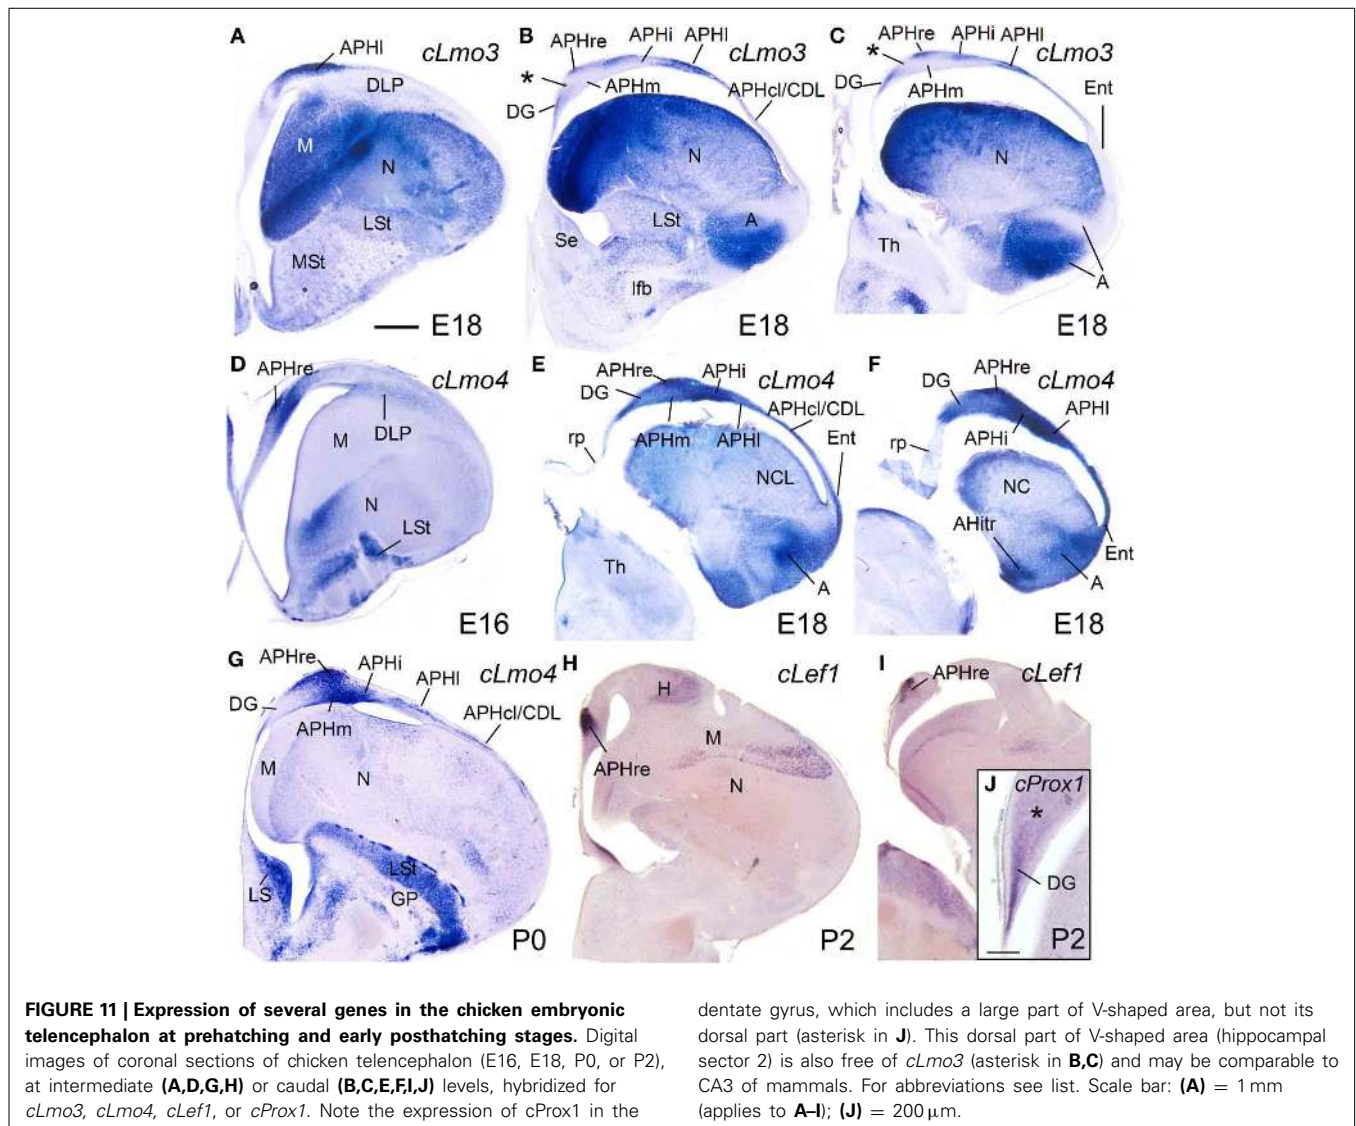 A
APHl
cLmo3
DLP
M
N
LSt
MSt
E18
B
APHre
APHi
APHl
cLmo3
*
APHm
DG
APHcl/CDL
N
LSt
A
Se
lfb
E18
C
APHre
APHi
APHl
cLmo3
*
DG
APHm
Ent
N
Th
A
E18
D
APHre
cLmo4
DLP
M
N
LSt
E16
E
APHre
APHi
cLmo4
DG
APHcl/CDL
rp
APHm
APHl
Ent
NCL
Th
A
E18
F
DG
APHre
cLmo4
APHl
APHi
rp
NC
AHitr
Ent
A
E18
G
APHre
APHi
APHl
cLmo4
DG
APHm
APHcl/CDL
M
N
LSt
LS
GP
P0
H
cLef1
H
M
APHre
N
P2
I
cLef1
APHre
J
cProx1
*
DG
P2
FIGURE 11 | Expression of several genes in the chicken embryonic
telencephalon at prehatching and early posthatching stages. Digital
images of coronal sections of chicken telencephalon (E16, E18, P0, or P2),
at intermediate (A,D,G,H) or caudal (B,C,E,F,I,J) levels, hybridized for
cLmo3, cLmo4, cLef1, or cProx1. Note the expression of cProx1 in the
dentate gyrus, which includes a large part of V-shaped area, but not its
dorsal part (asterisk in J). This dorsal part of V-shaped area (hippocampal
sector 2) is also free of cLmo3 (asterisk in B,C) and may be comparable to
CA3 of mammals. For abbreviations see list. Scale bar: (A) = 1 mm
(applies to A–I); (J) = 200 μm.